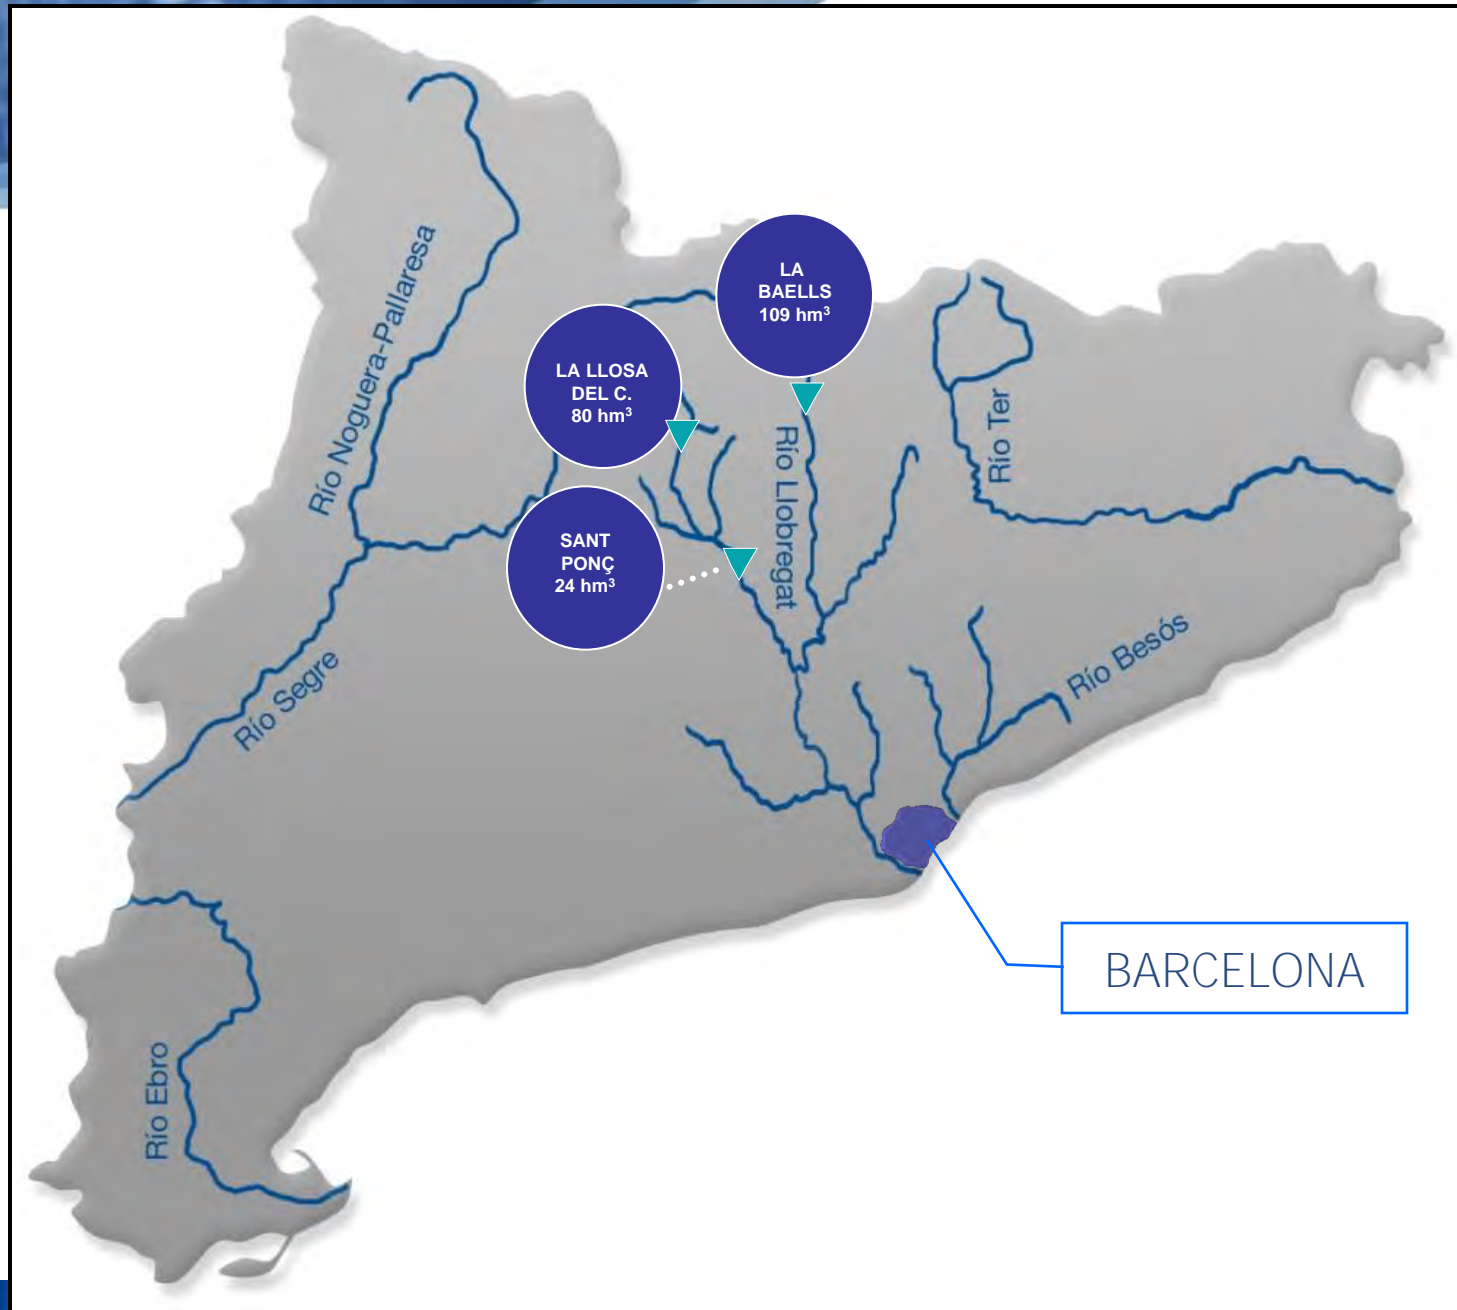 LA
BAELLS
109 hm³
LA LLOSA
DEL C.
80 hm³
SANT
PONÇ
24 hm³
Río Noguera-Pallaresa
Río Ter
Río Llobregat
Río Segre
Río Besós
BARCELONA
Río Ebro